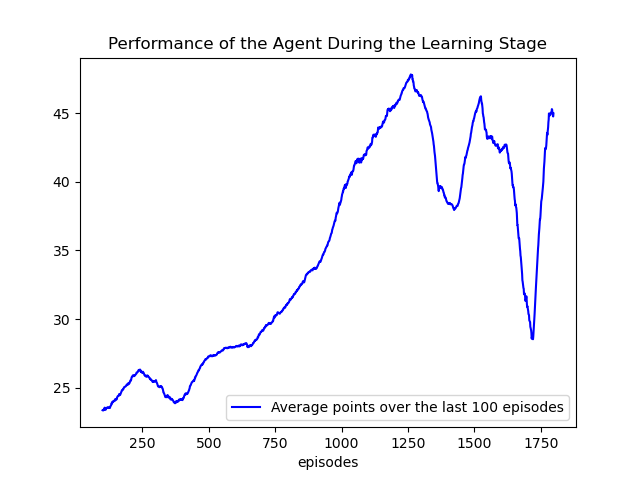 Performance of the Agent During the Learning Stage
45
40
35
30
25
Average points over the last 100 episodes
250 500 750 1000 1250 1500 1750
episodes